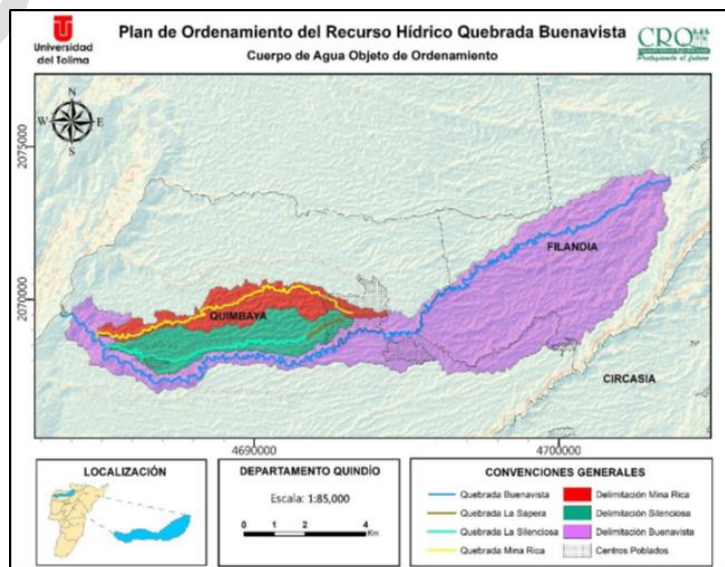 Universidad
del Tolima
Plan de Ordenamiento del Recurso Hídrico Quebrada Buenavista
Cuerpo de Agua Objeto de Ordenamiento
CRQ
Protegiendo el futuro
N
W
E
S
2075000
2070000
FILANDIA
QUIMBAYA
CIRCASIA
4690000
4700000
LOCALIZACIÓN
DEPARTAMENTO QUINDÍO
Escala: 1:85,000
0 1 2 4
Km
CONVENCIONES GENERALES
Quebrada Buenavista
Quebrada La Sapera
Quebrada La Silenciosa
Quebrada Mina Rica
Delimitación Mina Rica
Delimitación Silenciosa
Delimitación Buenavista
Centros Poblados